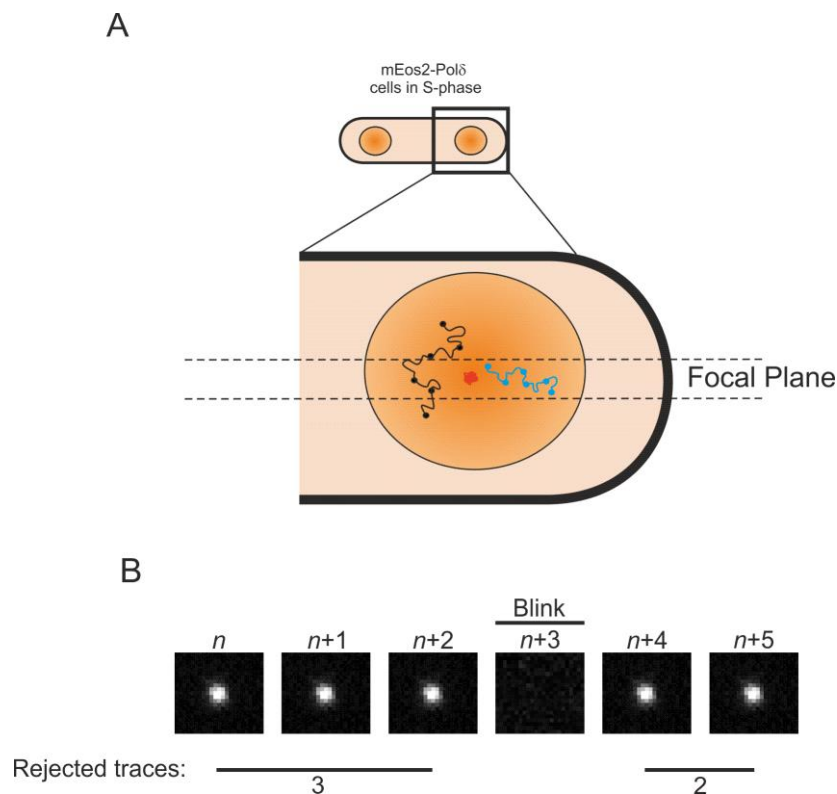 A
mEos2-Polδ
cells in S-phase
Focal Plane
B
Blink
n n+1 n+2 n+3 n+4 n+5
Rejected traces:
3 2